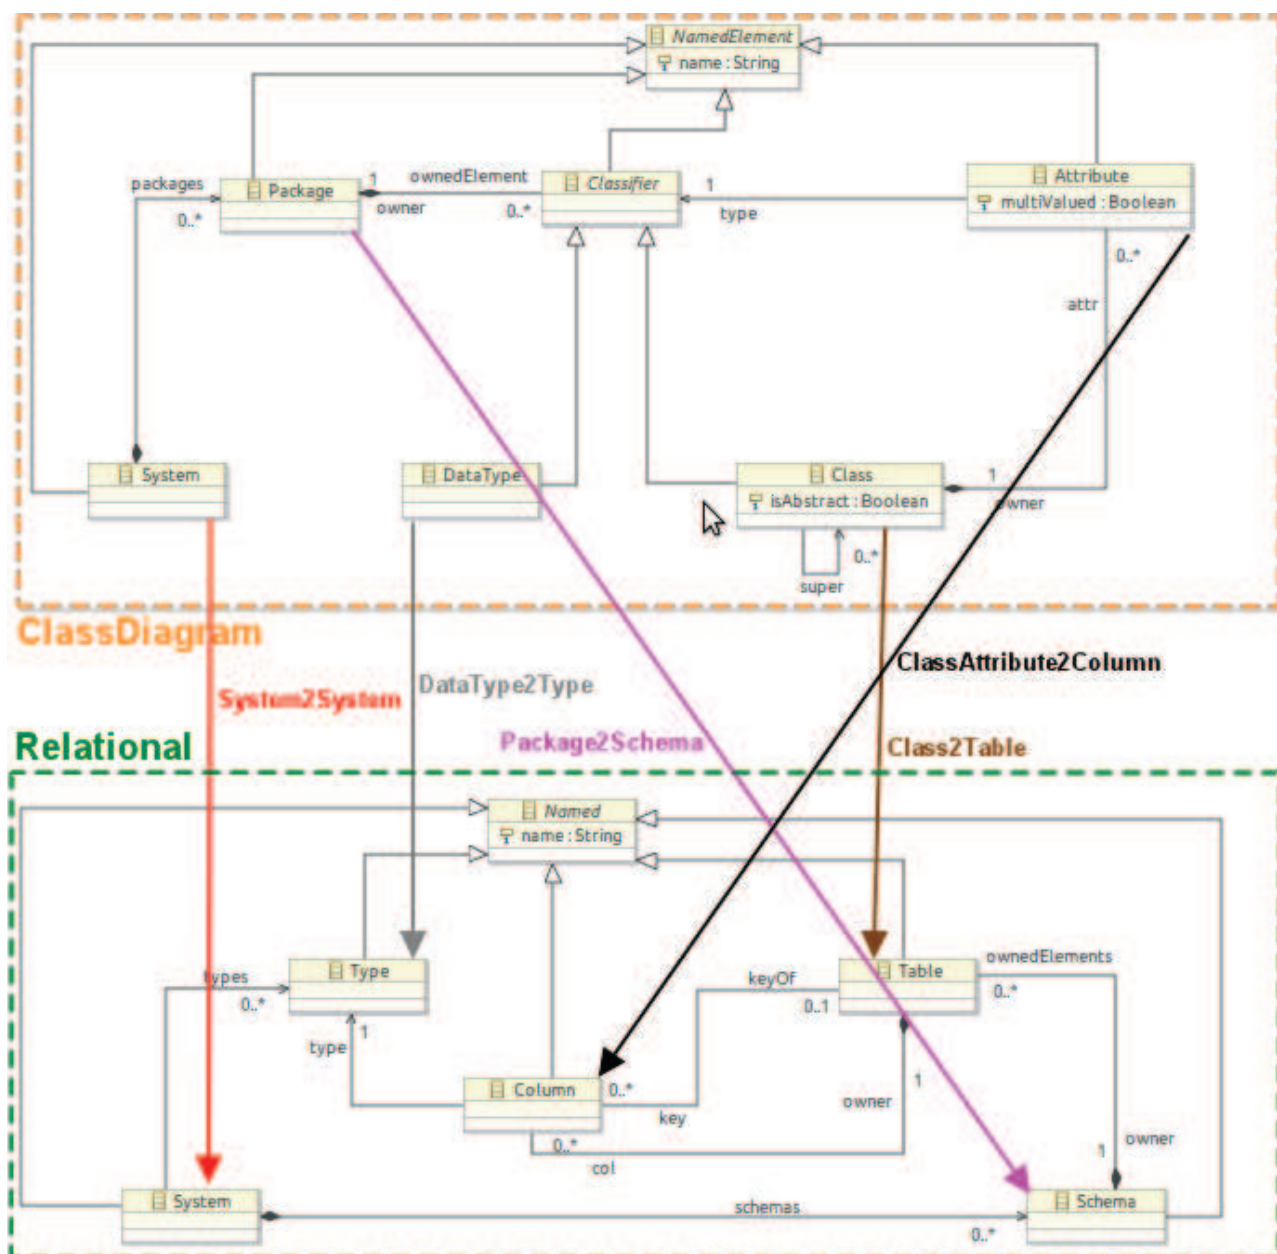 NamedElement
name : String
packages
0..*
Package
1
owner
ownedElement
0..*
Classifier
1
type
Attribute
multiValued : Boolean
0..*
attr
System
DataType
Class
isAbstract : Boolean
1
owner
0..*
super
ClassDiagram
System2System
DataType2Type
ClassAttribute2Column
Package2Schema
Class2Table
Relational
Named
name : String
types
0..*
Type
1
type
keyOf
0..1
Table
ownedElements
0..*
Column
0..*
key
1
owner
0..*
col
1
owner
System
schemas
0..*
Schema